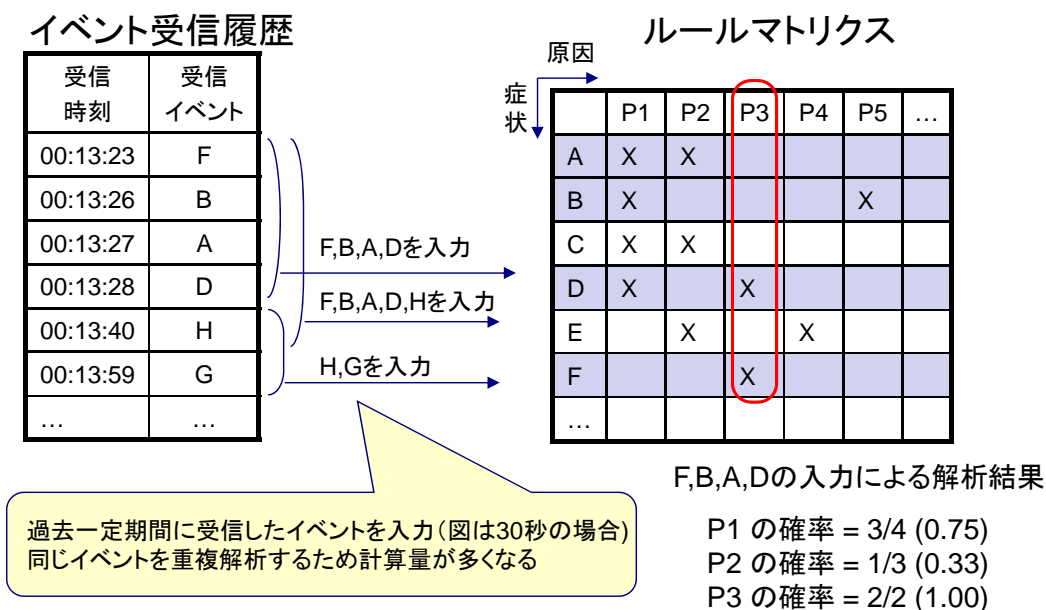 イベント受信履歴
受信時刻 受信イベント
00:13:23 F
00:13:26 B
00:13:27 A
00:13:28 D
00:13:40 H
00:13:59 G
… …
F,B,A,Dを入力
F,B,A,D,Hを入力
H,Gを入力
過去一定期間に受信したイベントを入力（図は30秒の場合）
同じイベントを重複解析するため計算量が多くなる
ルールマトリクス
原因
症状
P1 P2 P3 P4 P5 …
A X X
B X X
C X X
D X X
E X X
F X
…
F,B,A,Dの入力による解析結果
P1 の確率 = 3/4 (0.75)
P2 の確率 = 1/3 (0.33)
P3 の確率 = 2/2 (1.00)